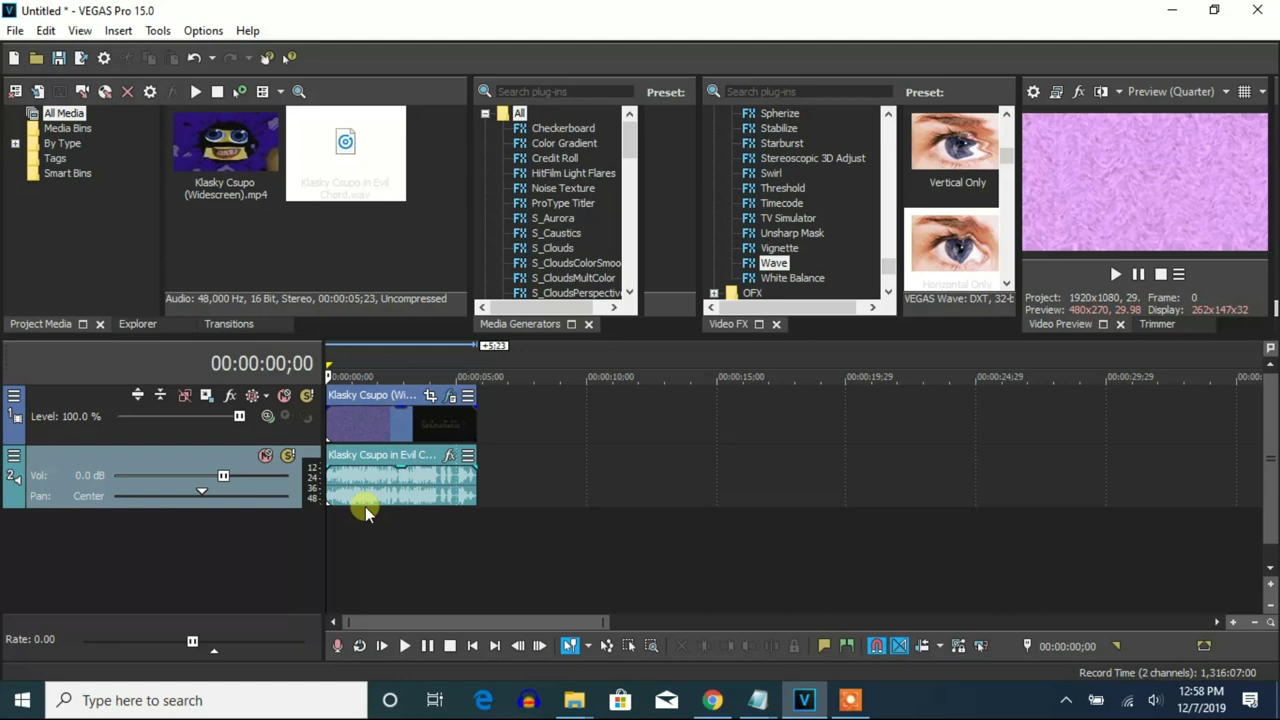 Untitled * - VEGAS Pro 15.0
File Edit View Insert Tools Options Help
Search plug-ins Preset: Search plug-ins Preset: Preview (Quarter)
All Media
Media Bins
By Type
Tags
Smart Bins
Klasky Csupo
(Widescreen).mp4
Klasky Csupo in Evil
Chord.wav
Audio: 48,000 Hz, 16 Bit, Stereo, 00:00:05;23, Uncompressed
Project Media Explorer Transitions
All
Checkerboard
Color Gradient
Credit Roll
HitFilm Light Flares
Noise Texture
ProType Titler
S_Aurora
S_Caustics
S_Clouds
S_CloudsColorSmoo
S_CloudsMultColor
S_CloudsPerspectiv
Media Generators
Spherize
Stabilize
Starburst
Stereoscopic 3D Adjust
Swirl
Threshold
Timecode
TV Simulator
Unsharp Mask
Vignette
Wave
White Balance
OFX
Video FX
Vertical Only
Horizontal Only
VEGAS Wave: DXT, 32-b
Project: 1920x1080, 29. Frame: 0
Preview: 480x270, 29.98 Display: 262x147x32
Video Preview Trimmer
00:00:00;00
+5;23
0:00:00;00 00:00:05;00 00:00:10;00 00:00:15;00 00:00:19;29 00:00:24;29 00:00:29;29 00:00:
1
Level: 100.0 %
Klasky Csupo (Wi...
2
Vol: 0.0 dB
Pan: Center
12
24
36
48
Klasky Csupo in Evil C...
Rate: 0.00
00:00:00;00
Record Time (2 channels): 1,316:07:00
Type here to search
12:58 PM
12/7/2019